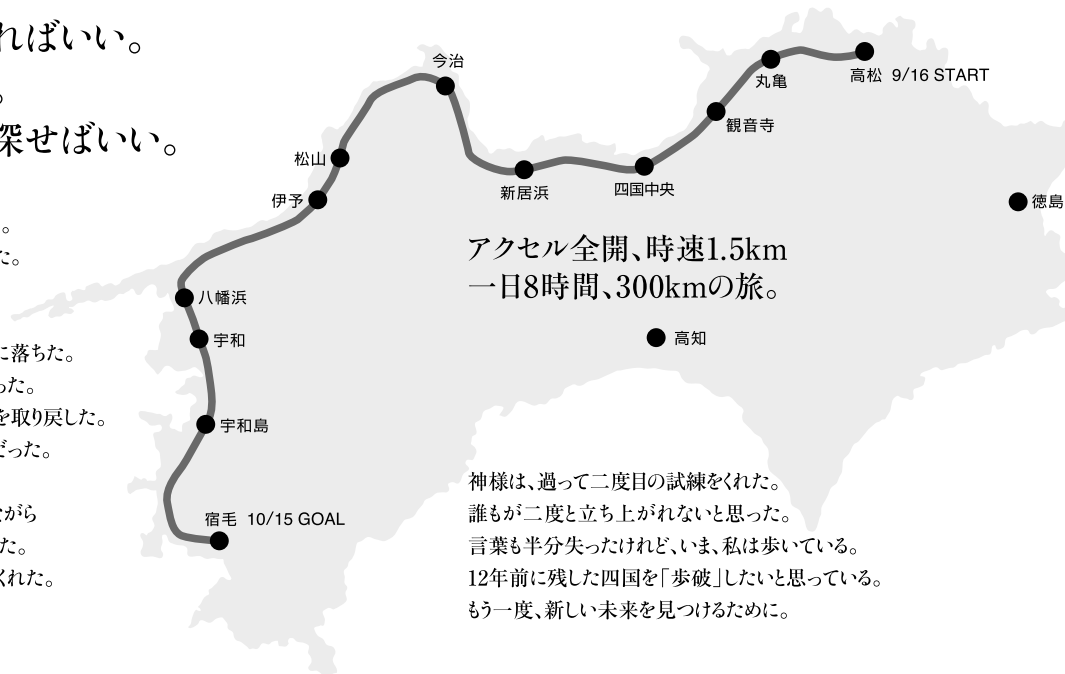 ればいい。
。
探せばいい。
。
た。
に落ちた。
った。
を取り戻した。
だった。
ながら
た。
くれた。
今治
丸亀
高松 9/16 START
観音寺
松山
新居浜
四国中央
伊予
徳島
アクセル全開、時速1.5km
一日8時間、300kmの旅。
八幡浜
宇和
高知
宇和島
宿毛 10/15 GOAL
神様は、過って二度目の試練をくれた。
誰もが二度と立ち上がれないと思った。
言葉も半分失ったけれど、いま、私は歩いている。
12年前に残した四国を「歩破」したいと思っている。
もう一度、新しい未来を見つけるために。